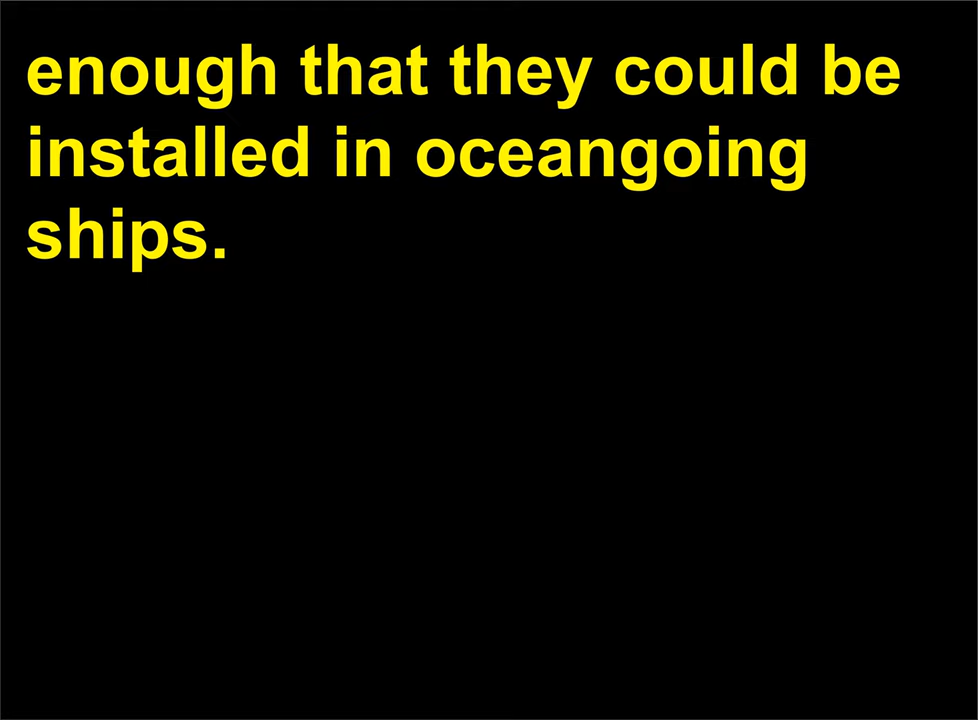 enough that they could be
installed in oceangoing
ships.